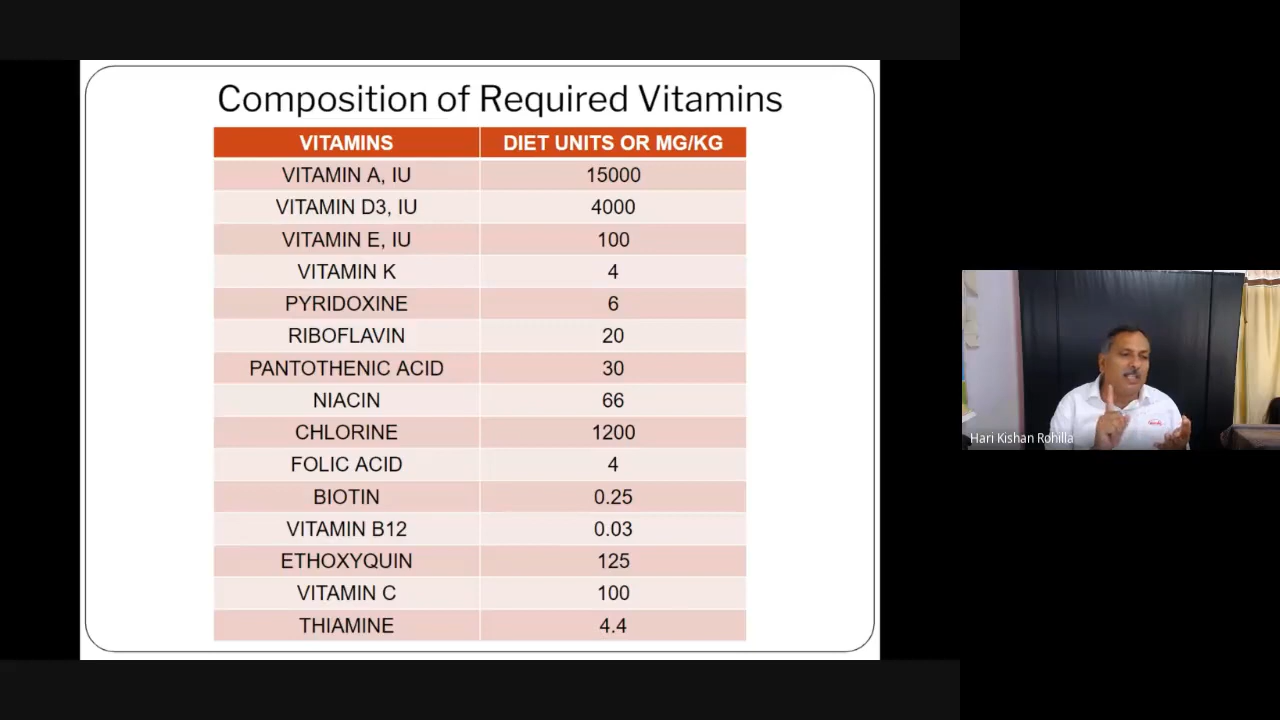 Composition of Required Vitamins
VITAMINS DIET UNITS OR MG/KG
VITAMIN A, IU 15000
VITAMIN D3, IU 4000
VITAMIN E, IU 100
VITAMIN K 4
PYRIDOXINE 6
RIBOFLAVIN 20
PANTOTHENIC ACID 30
NIACIN 66
CHLORINE 1200
FOLIC ACID 4
BIOTIN 0.25
VITAMIN B12 0.03
ETHOXYQUIN 125
VITAMIN C 100
THIAMINE 4.4
Hari Kishan Rohilla